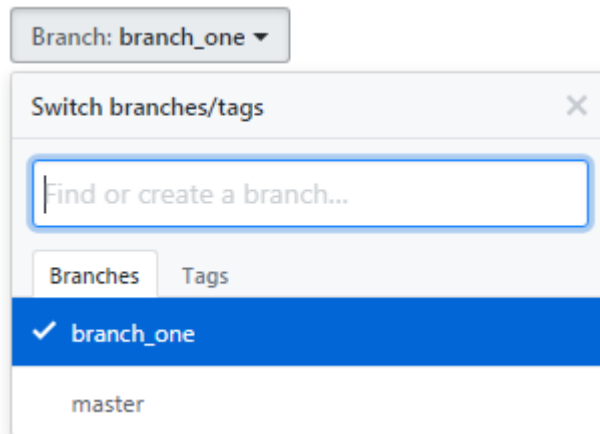 Branch: branch_one
Switch branches/tags
Find or create a branch...
Branches Tags
branch_one
master